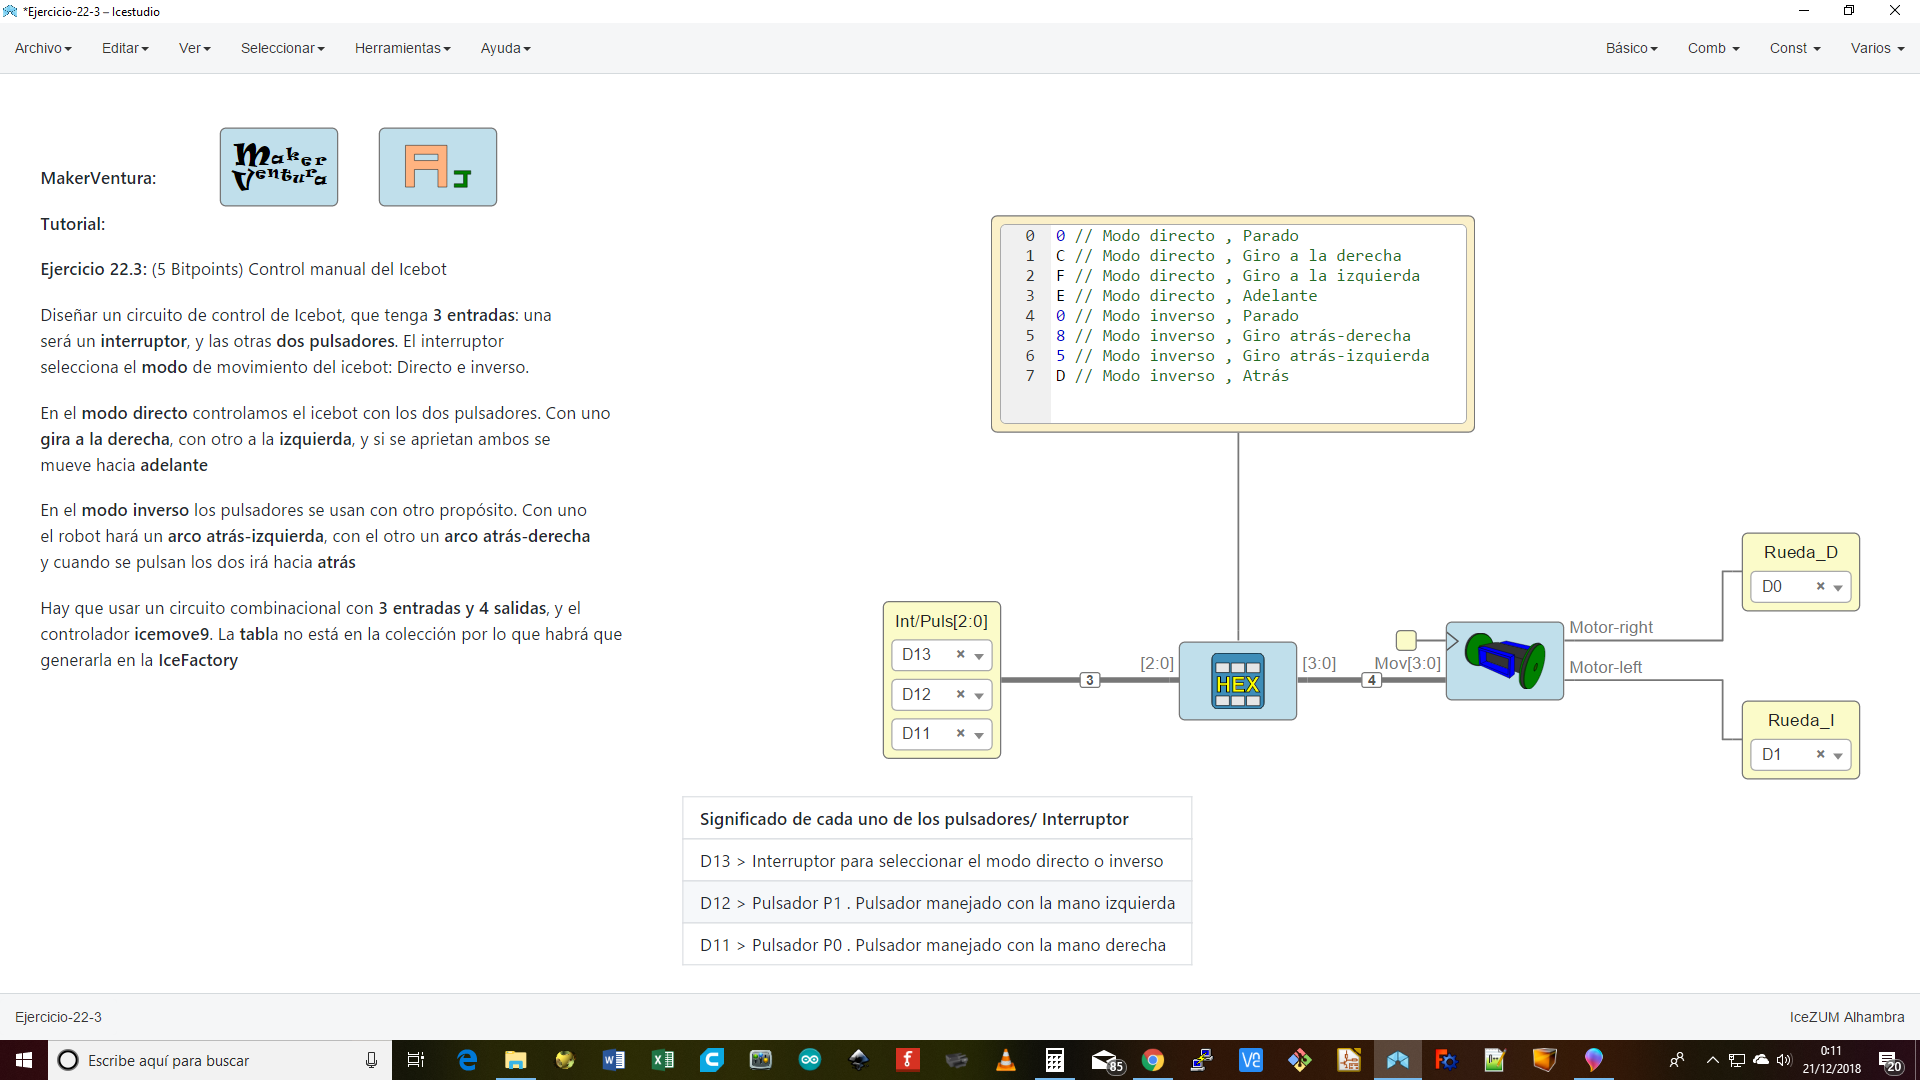 *Ejercicio-22-3 – Icestudio
Archivo Editar Ver Seleccionar Herramientas Ayuda Básico Comb Const Varios
MakerVentura:
Maker
Ventura
AJ
Tutorial:
Ejercicio 22.3: (5 Bitpoints) Control manual del Icebot
Diseñar un circuito de control de Icebot, que tenga 3 entradas: una
será un interruptor, y las otras dos pulsadores. El interruptor
selecciona el modo de movimiento del icebot: Directo e inverso.
En el modo directo controlamos el icebot con los dos pulsadores. Con uno
gira a la derecha, con otro a la izquierda, y si se aprietan ambos se
mueve hacia adelante
En el modo inverso los pulsadores se usan con otro propósito. Con uno
el robot hará un arco atrás-izquierda, con el otro un arco atrás-derecha
y cuando se pulsan los dos irá hacia atrás
Hay que usar un circuito combinacional con 3 entradas y 4 salidas, y el
controlador icemove9. La tabla no está en la colección por lo que habrá que
generarla en la IceFactory
0 0 // Modo directo , Parado
1 C // Modo directo , Giro a la derecha
2 F // Modo directo , Giro a la izquierda
3 E // Modo directo , Adelante
4 0 // Modo inverso , Parado
5 8 // Modo inverso , Giro atrás-derecha
6 5 // Modo inverso , Giro atrás-izquierda
7 D // Modo inverso , Atrás
Int/Puls[2:0]
D13
D12
D11
3
[2:0]
HEX
[3:0]
4
Mov[3:0]
Motor-right
Motor-left
Rueda_D
D0
Rueda_I
D1
Significado de cada uno de los pulsadores/ Interruptor
D13 > Interruptor para seleccionar el modo directo o inverso
D12 > Pulsador P1 . Pulsador manejado con la mano izquierda
D11 > Pulsador P0 . Pulsador manejado con la mano derecha
Ejercicio-22-3
IceZUM Alhambra
Escribe aquí para buscar
85
0:11
21/12/2018
20